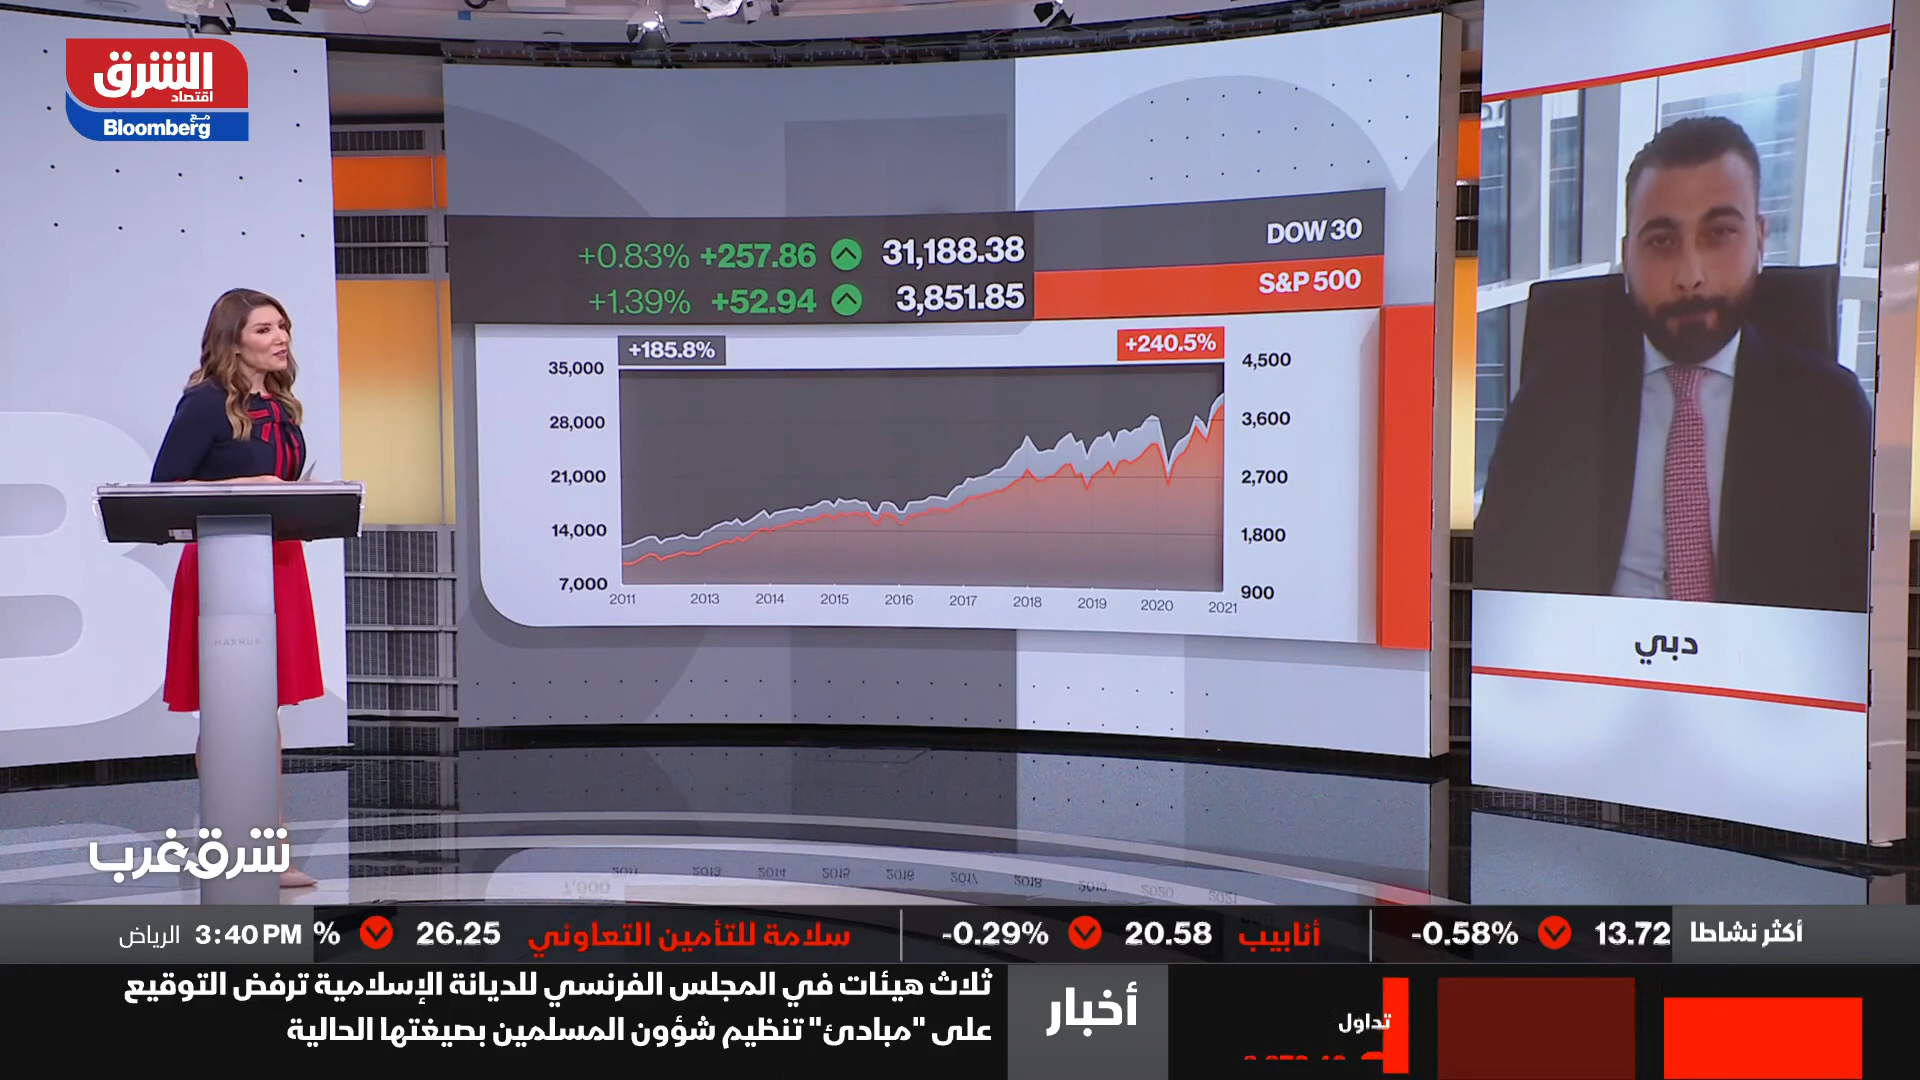 الشرق
اقتصاد
مع
Bloomberg
DOW 30
31,188.38 +257.86 +0.83%
S&P 500
3,851.85 +52.94 +1.39%
+185.8%
+240.5%
35,000
28,000
21,000
14,000
7,000
4,500
3,600
2,700
1,800
900
2011 2013 2014 2015 2016 2017 2018 2019 2020 2021
دبي
شرق غرب
أكثر نشاطا 13.72 -0.58%
أنابيب 20.58 -0.29%
سلامة للتأمين التعاوني 26.25 %
3:40 PM الرياض
تداول
أخبار
ثلاث هيئات في المجلس الفرنسي للديانة الإسلامية ترفض التوقيع
على "مبادئ" تنظيم شؤون المسلمين بصيغتها الحالية